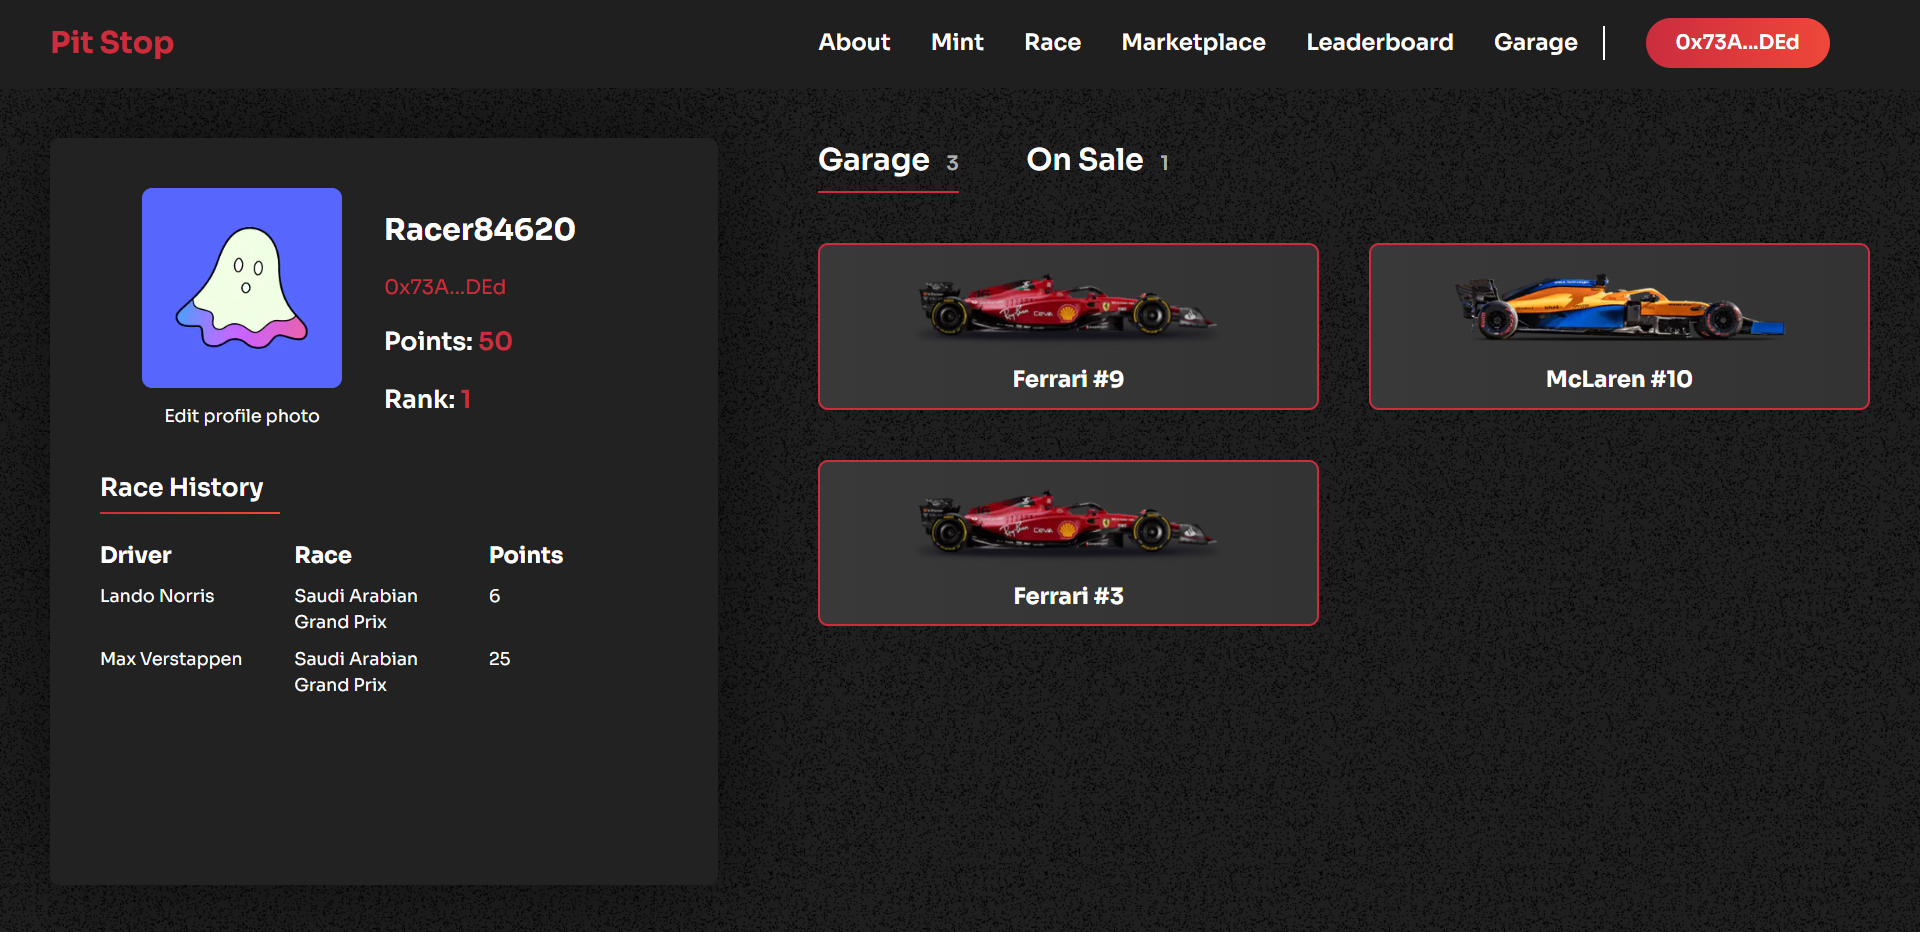 Pit Stop
About Mint Race Marketplace Leaderboard Garage 0x73A...DEd
Racer84620
0x73A...DEd
Points: 50
Rank: 1
Edit profile photo
Race History
Driver Race Points
Lando Norris Saudi Arabian 6
Grand Prix
Max Verstappen Saudi Arabian 25
Grand Prix
Garage 3 On Sale 1
Ferrari #9
McLaren #10
Ferrari #3